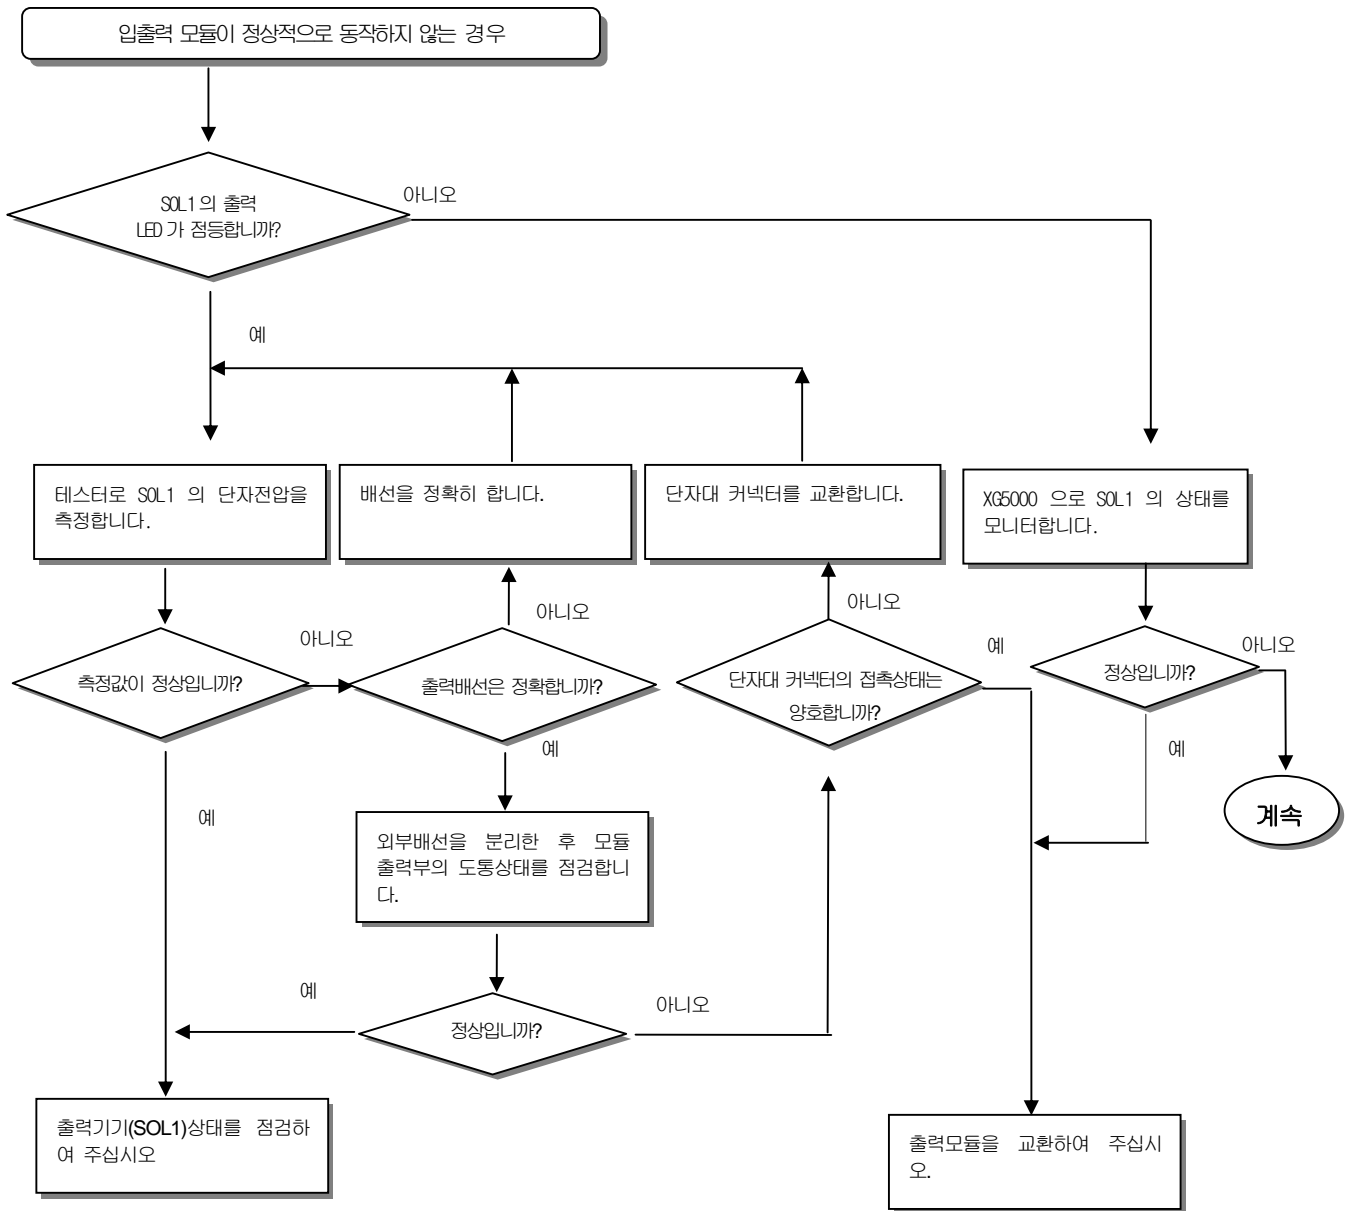 입출력 모듈이 정상적으로 동작하지 않는 경우
SOL1의 출력
LED가 점등합니까?
아니오
예
테스터로 SOL1 의 단자전압을
측정합니다.
배선을 정확히 합니다.
단자대 커넥터를 교환합니다.
XG5000 으로 SOL1 의 상태를
모니터합니다.
아니오
측정값이 정상입니까?
아니오
출력배선은 정확합니까?
아니오
단자대 커넥터의 접촉상태는
양호합니까?
예
정상입니까?
아니오
예
예
예
계속
외부배선을 분리한 후 모듈
출력부의 도통상태를 점검합니
다.
예
정상입니까?
아니오
출력기기(SOL1)상태를 점검하
여 주십시오
출력모듈을 교환하여 주십시
오.